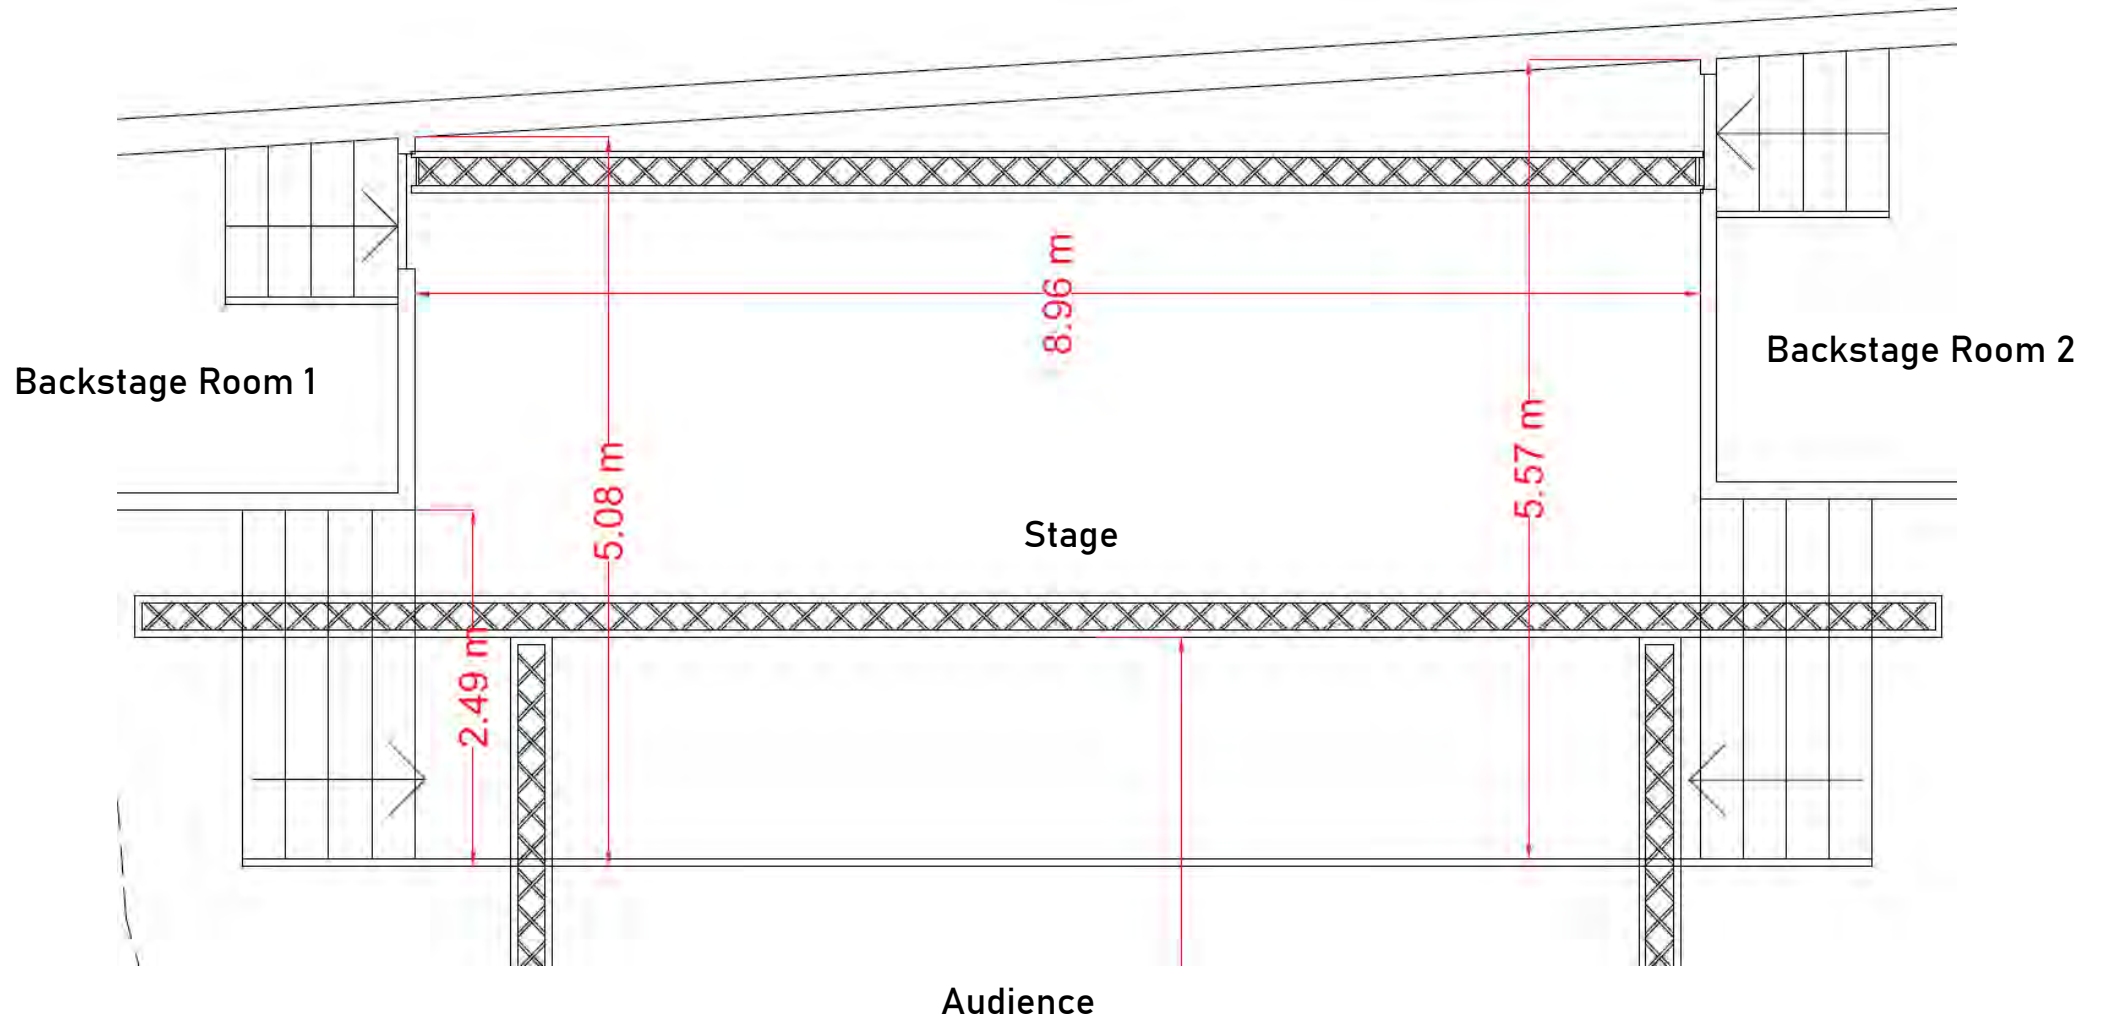 8.96 m
Backstage Room 2
Backstage Room 1
5.57 m
5.08 m
Stage
2.49 m
Audience